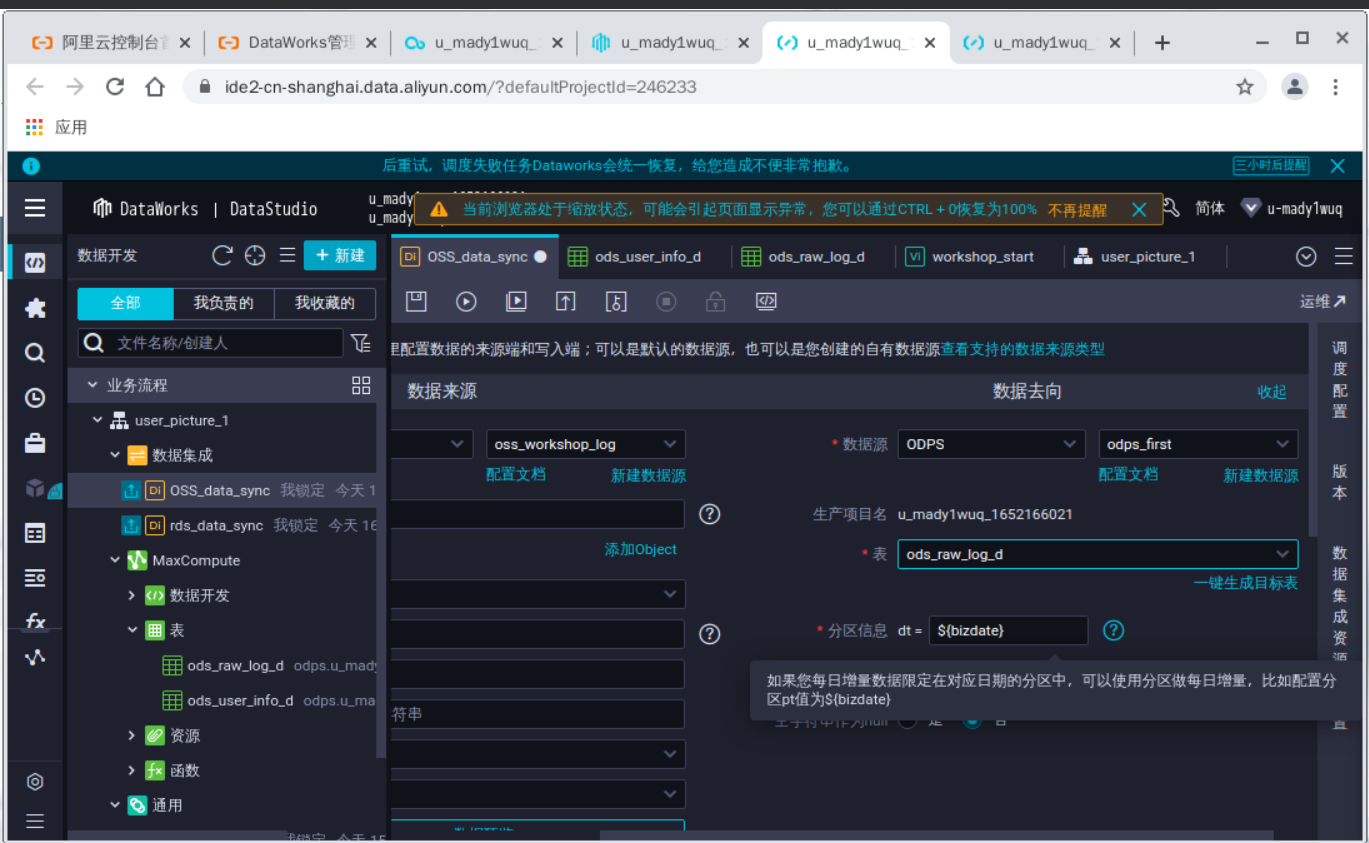 阿里云控制台
DataWorks管理
u_mady1wuq_
u_mady1wuq_
u_mady1wuq_
u_mady1wuq_
ide2-cn-shanghai.data.aliyun.com/?defaultProjectId=246233
应用
后重试，调度失败任务Dataworks会统一恢复，给您造成不便非常抱歉。
三小时后提醒
DataWorks | DataStudio
u_mady
当前浏览器处于缩放状态，可能会引起页面显示异常，您可以通过CTRL + 0恢复为100% 不再提醒
简体
u-mady1wuq
数据开发
+ 新建
Di OSS_data_sync
ods_user_info_d
ods_raw_log_d
VI workshop_start
user_picture_1
全部
我负责的
我收藏的
运维
文件名称/创建人
里配置数据的来源端和写入端；可以是默认的数据源，也可以是您创建的自有数据源查看支持的数据来源类型
业务流程
数据来源
数据去向
收起
user_picture_1
oss_workshop_log
* 数据源
ODPS
odps_first
数据集成
配置文档
新建数据源
配置文档
新建数据源
Di OSS_data_sync 我锁定 今天 1
生产项目名 u_mady1wuq_1652166021
Di rds_data_sync 我锁定 今天 16
添加Object
* 表
ods_raw_log_d
MaxCompute
一键生成目标表
数据开发
表
* 分区信息 dt = ${bizdate}
ods_raw_log_d odps.u_mady
如果您每日增量数据限定在对应日期的分区中，可以使用分区做每日增量，比如配置分
区pt值为${bizdate}
ods_user_info_d odps.u_ma
符串
资源
fx 函数
通用
调度配置
版本
数据集成资源